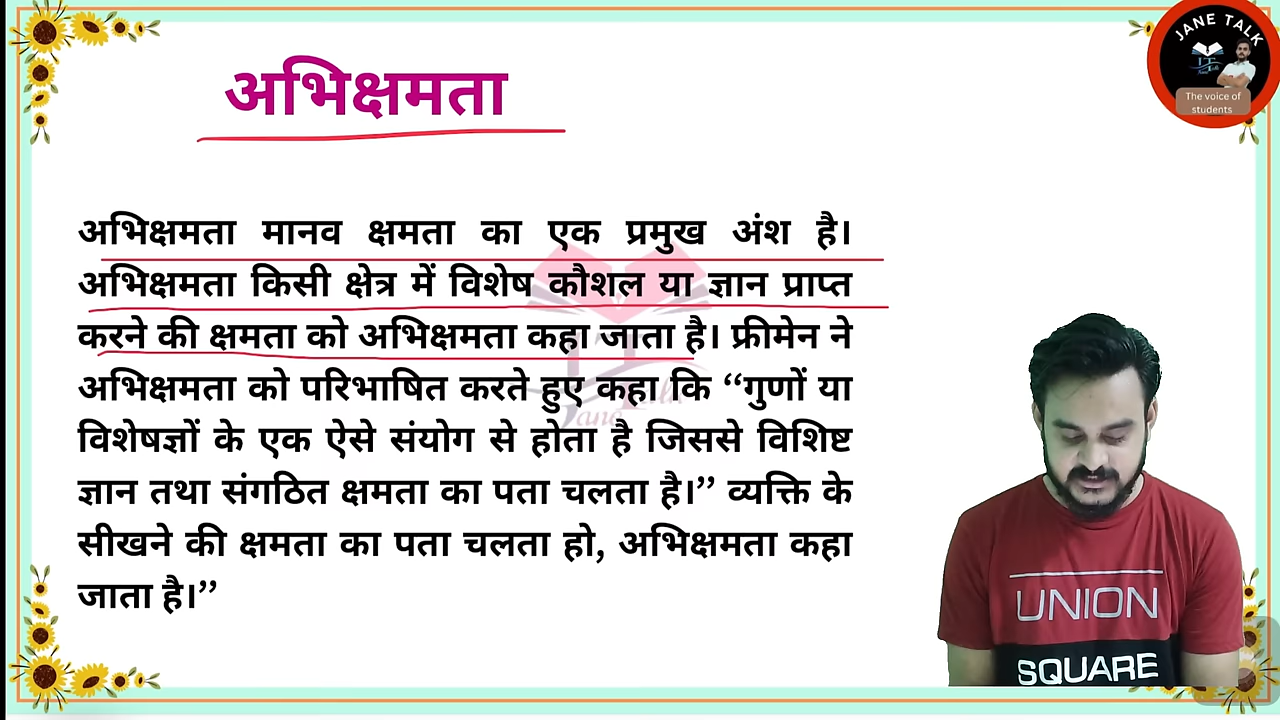 अभिक्षमता
JANE TALK
The voice of
students
अभिक्षमता मानव क्षमता का एक प्रमुख अंश है।
अभिक्षमता किसी क्षेत्र में विशेष कौशल या ज्ञान प्राप्त
करने की क्षमता को अभिक्षमता कहा जाता है। फ्रीमेन ने
अभिक्षमता को परिभाषित करते हुए कहा कि ‘‘गुणों या
विशेषज्ञों के एक ऐसे संयोग से होता है जिससे विशिष्ट
ज्ञान तथा संगठित क्षमता का पता चलता है।’’ व्यक्ति के
सीखने की क्षमता का पता चलता हो, अभिक्षमता कहा
जाता है।’’
UNION
SQUARE